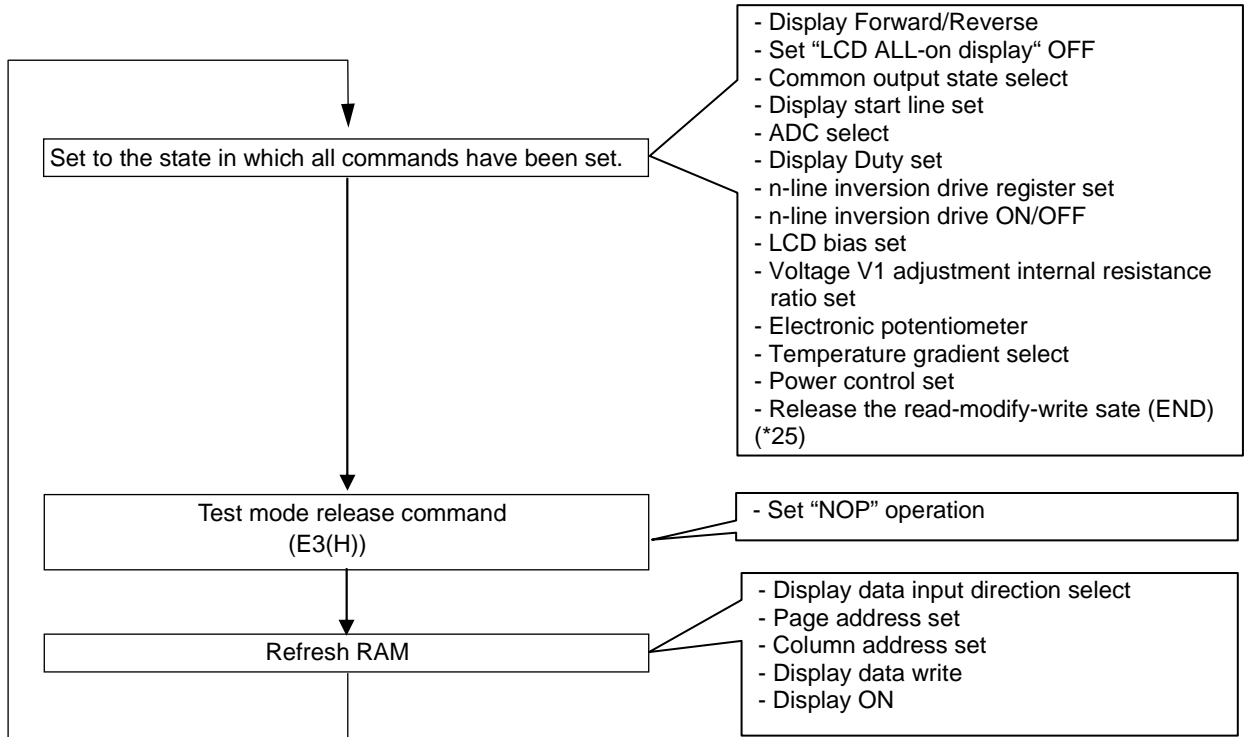 - Display Forward/Reverse
- Set “LCD ALL-on display“ OFF
- Common output state select
- Display start line set
- ADC select
- Display Duty set
- n-line inversion drive register set
- n-line inversion drive ON/OFF
- LCD bias set
- Voltage V1 adjustment internal resistance
ratio set
- Electronic potentiometer
- Temperature gradient select
- Power control set
- Release the read-modify-write sate (END)
(*25)
Set to the state in which all commands have been set.
Test mode release command
(E3(H))
- Set “NOP” operation
Refresh RAM
- Display data input direction select
- Page address set
- Column address set
- Display data write
- Display ON